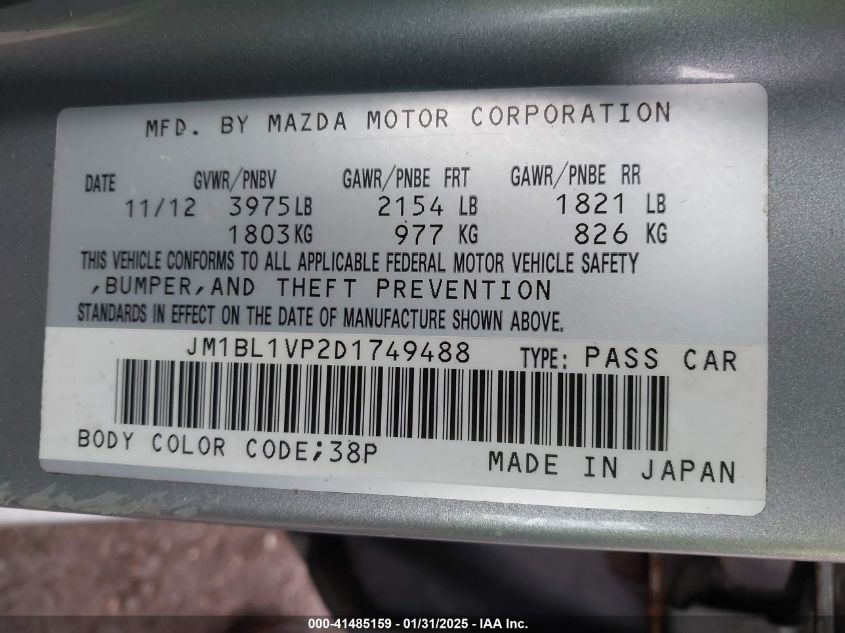 MFD. BY MAZDA MOTOR CORPORATION
DATE GVWR/PNBV GAWR/PNBE FRT GAWR/PNBE RR
11/12 3975LB 2154 LB 1821 LB
1803KG 977 KG 826 KG
THIS VEHICLE CONFORMS TO ALL APPLICABLE FEDERAL MOTOR VEHICLE SAFETY
,BUMPER,AND THEFT PREVENTION
STANDARDS IN EFFECT ON THE DATE OF MANUFACTURE SHOWN ABOVE.
JM1BL1VP2D1749488 TYPE: PASS CAR
BODY COLOR CODE;38P MADE IN JAPAN
000-41485159 - 01/31/2025 - IAA Inc.